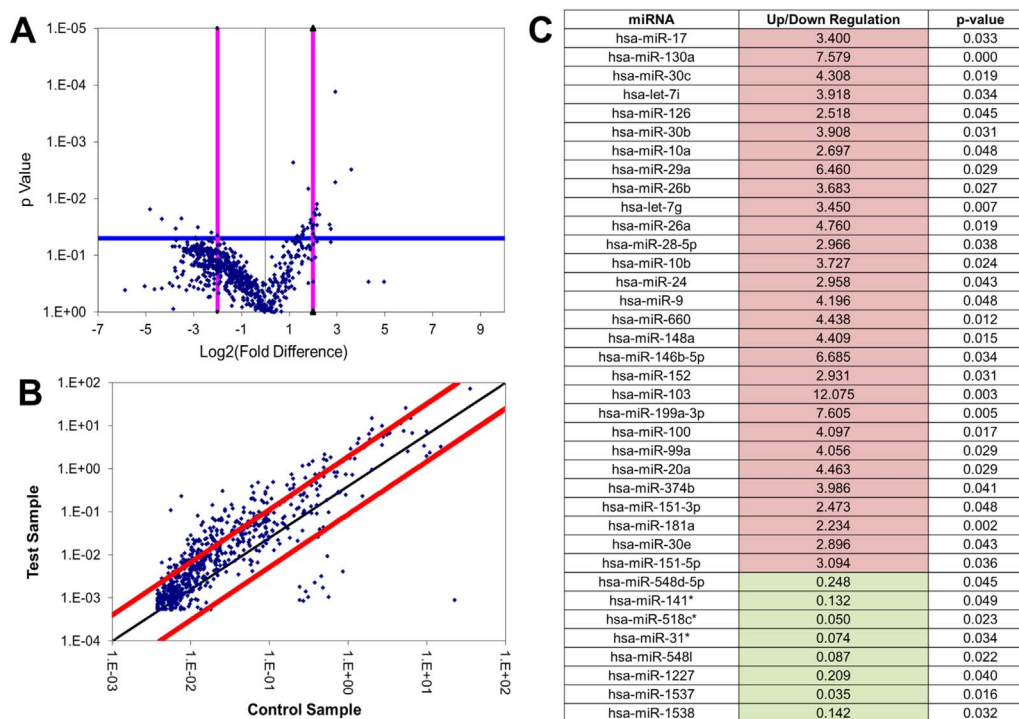 A
1.E-05
1.E-04
1.E-03
1.E-02
1.E-01
1.E+00
p Value
-7 -5 -3 -1 1 3 5 7 9
Log2(Fold Difference)
B
1.E+02
1.E+01
1.E+00
1.E-01
1.E-02
1.E-03
1.E-04
Test Sample
1.E-03 1.E-02 1.E-01 1.E+00 1.E+01 1.E+02
Control Sample
C
miRNA Up/Down Regulation p-value
hsa-miR-17 3.400 0.033
hsa-miR-130a 7.579 0.000
hsa-miR-30c 4.308 0.019
hsa-let-7i 3.918 0.034
hsa-miR-126 2.518 0.045
hsa-miR-30b 3.908 0.031
hsa-miR-10a 2.697 0.048
hsa-miR-29a 6.460 0.029
hsa-miR-26b 3.683 0.027
hsa-let-7g 3.450 0.007
hsa-miR-26a 4.760 0.019
hsa-miR-28-5p 2.966 0.038
hsa-miR-10b 3.727 0.024
hsa-miR-24 2.958 0.043
hsa-miR-9 4.196 0.048
hsa-miR-660 4.438 0.012
hsa-miR-148a 4.409 0.015
hsa-miR-146b-5p 6.685 0.034
hsa-miR-152 2.931 0.031
hsa-miR-103 12.075 0.003
hsa-miR-199a-3p 7.605 0.005
hsa-miR-100 4.097 0.017
hsa-miR-99a 4.056 0.029
hsa-miR-20a 4.463 0.029
hsa-miR-374b 3.986 0.041
hsa-miR-151-3p 2.473 0.048
hsa-miR-181a 2.234 0.002
hsa-miR-30e 2.896 0.043
hsa-miR-151-5p 3.094 0.036
hsa-miR-548d-5p 0.248 0.045
hsa-miR-141* 0.132 0.049
hsa-miR-518c* 0.050 0.023
hsa-miR-31* 0.074 0.034
hsa-miR-548l 0.087 0.022
hsa-miR-1227 0.209 0.040
hsa-miR-1537 0.035 0.016
hsa-miR-1538 0.142 0.032